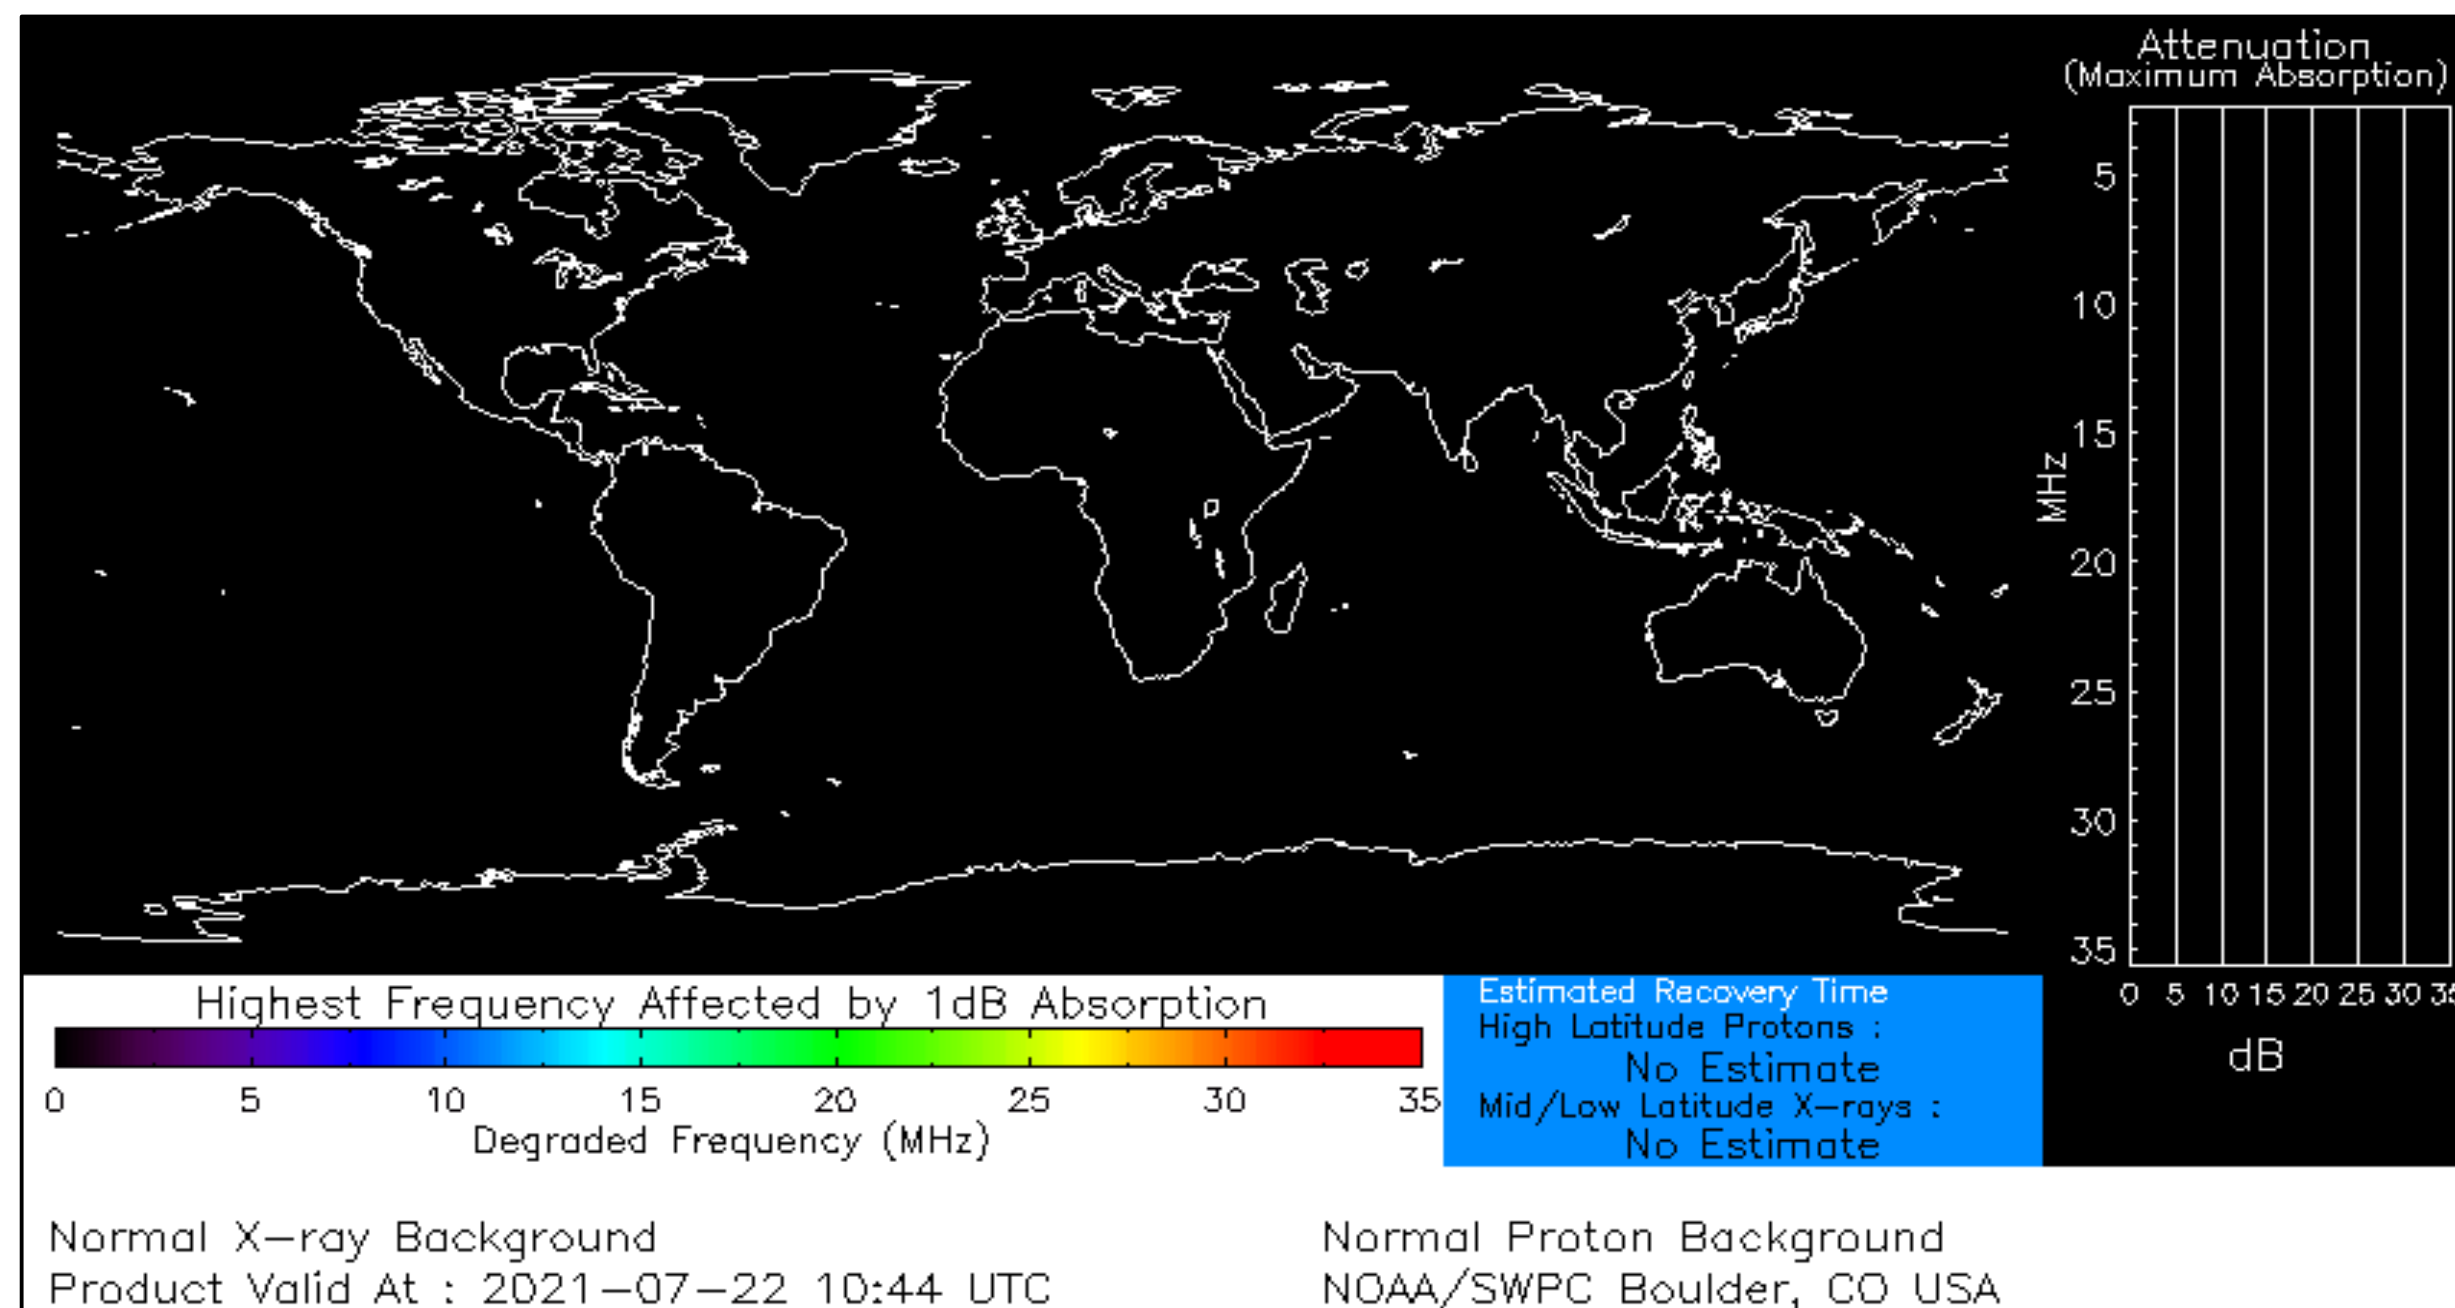 Attenuation
(Maximum Absorption)
5
10
15
20
25
30
35
MHz
0 5 10 15 20 25 30 35
dB
Highest Frequency Affected by 1dB Absorption
0 5 10 15 20 25 30 35
Degraded Frequency (MHz)
Estimated Recovery Time
High Latitude Protons :
No Estimate
Mid/Low Latitude X-rays :
No Estimate
Normal X-ray Background
Normal Proton Background
Product Valid At : 2021-07-22 10:44 UTC
NOAA/SWPC Boulder, CO USA